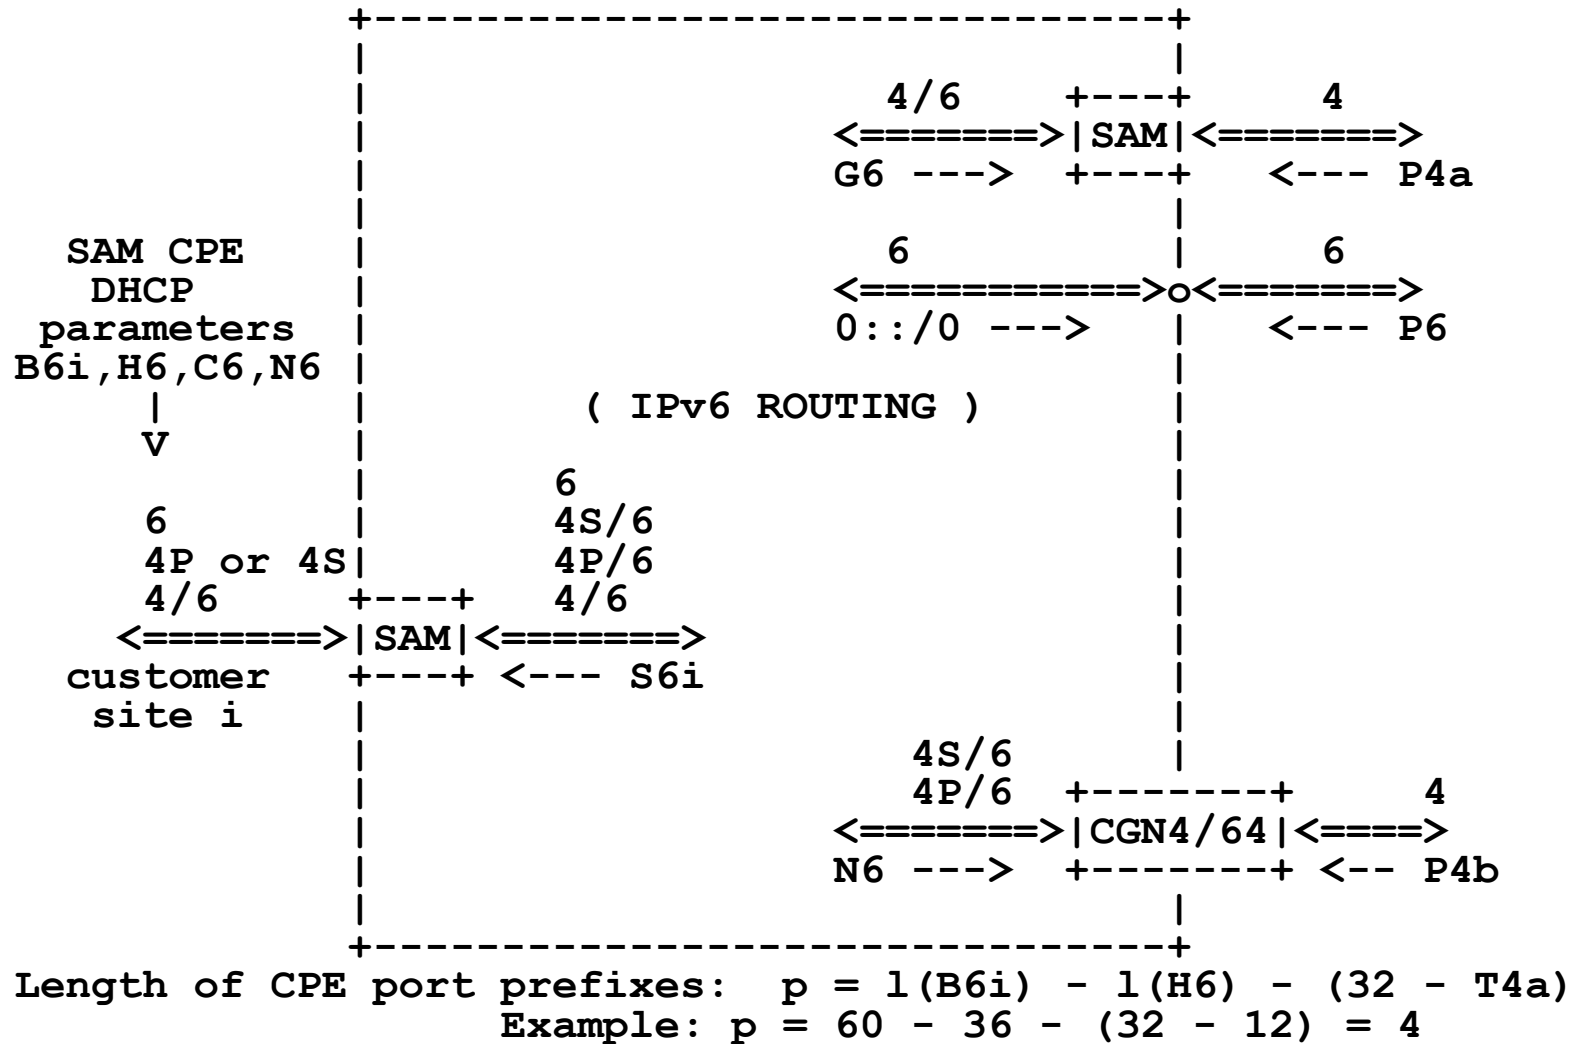 +-------------------------------+
|                               |
|                    4/6    +---+     4
|                  <=======>|SAM|<=======>
|                  G6 --->  +---+   <--- P4a
|                               |
SAM CPE |                    6          |     6
DHCP |                  <===========>o<=======>
parameters |                  0::/0 --->   |   <--- P6
B6i,H6,C6,N6 |                               |
| |        ( IPv6 ROUTING )       |
V |                               |
|       6                       |
6 |       4S/6                    |
4P or 4S|       4P/6                    |
4/6     +---+   4/6                     |
<=======>|SAM|<=======>                  |
customer   +---+ <--- S6i                  |
site i |                               |
|                     4S/6      |
|                     4P/6  +-------+     4
|                  <=======>|CGN4/64|<====>
|                  N6 --->  +-------+ <-- P4b
|                               |
+-------------------------------+
Length of CPE port prefixes:  p = l(B6i) - l(H6) - (32 - T4a)
Example: p = 60 - 36 - (32 - 12) = 4